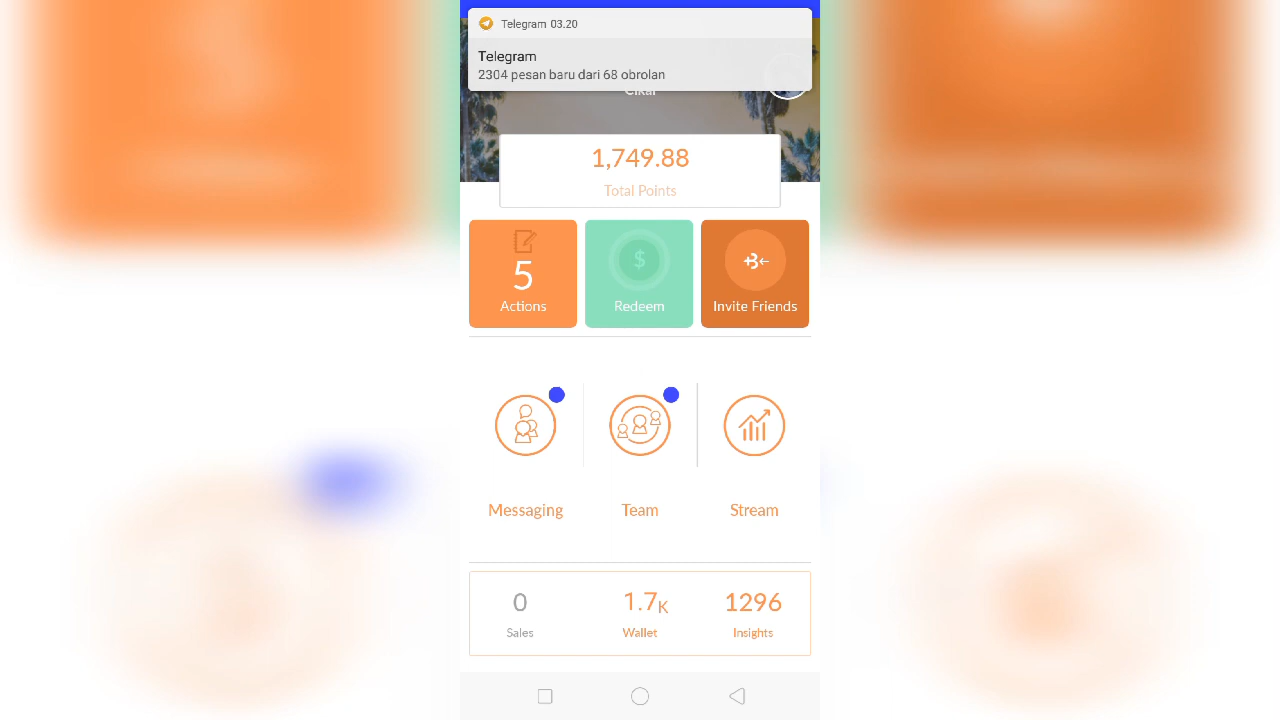 Telegram 03.20
Telegram
2304 pesan baru dari 68 obrolan
1,749.88
Total Points
5
$
Actions
Redeem
Invite Friends
Messaging
Team
Stream
0
1.7K
1296
Sales
Wallet
Insights